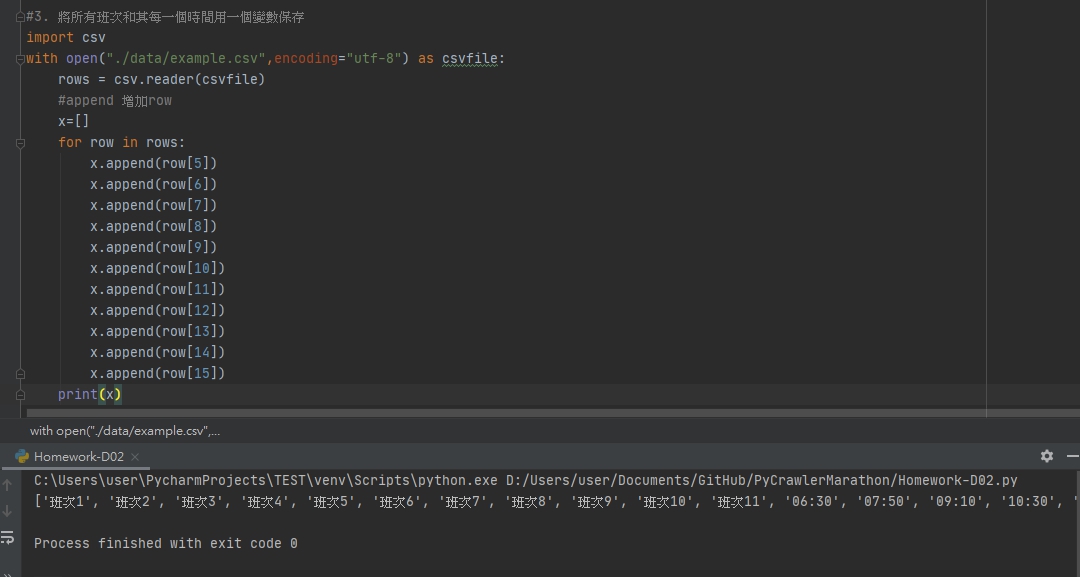 #3. 將所有班次和其每一個時間用一個變數保存
import csv
with open("./data/example.csv",encoding="utf-8") as csvfile:
    rows = csv.reader(csvfile)
    #append 增加row
    x=[]
    for row in rows:
        x.append(row[5])
        x.append(row[6])
        x.append(row[7])
        x.append(row[8])
        x.append(row[9])
        x.append(row[10])
        x.append(row[11])
        x.append(row[12])
        x.append(row[13])
        x.append(row[14])
        x.append(row[15])
    print(x)
with open("./data/example.csv",...
Homework-D02
C:\Users\user\PycharmProjects\TEST\venv\Scripts\python.exe D:/Users/user/Documents/GitHub/PyCrawlerMarathon/Homework-D02.py
['班次1', '班次2', '班次3', '班次4', '班次5', '班次6', '班次7', '班次8', '班次9', '班次10', '班次11', '06:30', '07:50', '09:10', '10:30', '
Process finished with exit code 0